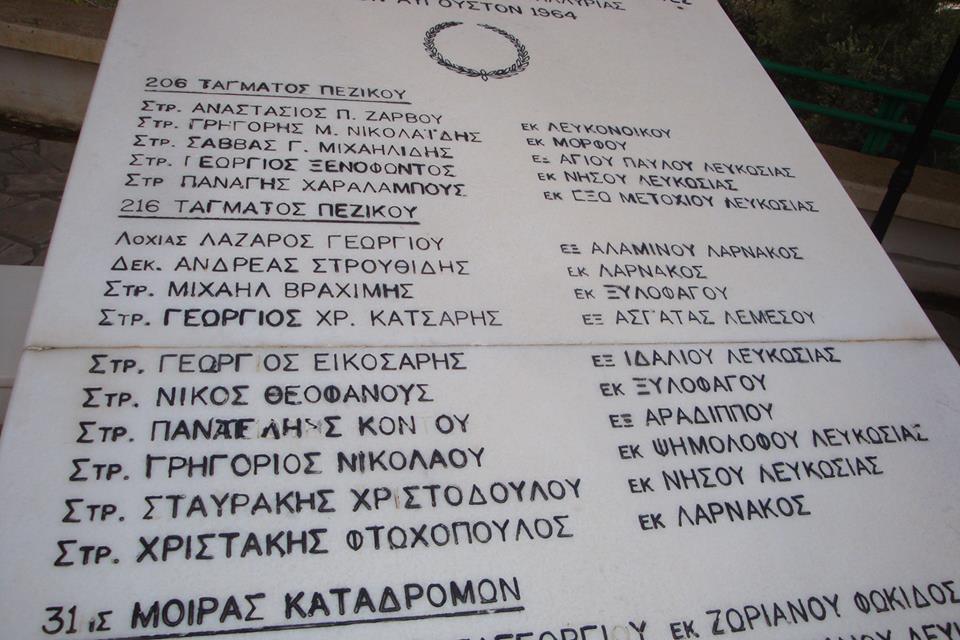 ΑΥΓΟΥΣΤΟΝ 1964
206 ΤΑΓΜΑΤΟΣ ΠΕΖΙΚΟΥ
ΣΤΡ. ΑΝΑΣΤΑΣΙΟΣ Π. ΖΑΡΒΟΥ ΕΚ ΛΕΥΚΟΝΟΙΚΟΥ
ΣΤΡ. ΓΡΗΓΟΡΗΣ Μ. ΝΙΚΟΛΑΪΔΗΣ ΕΚ ΜΟΡΦΟΥ
ΣΤΡ. ΣΑΒΒΑΣ Γ. ΜΙΧΑΗΛΙΔΗΣ ΕΞ ΑΓΙΟΥ ΠΑΥΛΟΥ ΛΕΥΚΩΣΙΑΣ
ΣΤΡ. ΓΕΩΡΓΙΟΣ ΞΕΝΟΦΩΝΤΟΣ ΕΚ ΝΗΣΟΥ ΛΕΥΚΩΣΙΑΣ
ΣΤΡ ΠΑΝΑΓΗΣ ΧΑΡΑΛΑΜΠΟΥΣ ΕΚ ΕΞΩ ΜΕΤΟΧΙΟΥ ΛΕΥΚΩΣΙΑΣ
216 ΤΑΓΜΑΤΟΣ ΠΕΖΙΚΟΥ
ΛΟΧΙΑΣ ΛΑΖΑΡΟΣ ΓΕΩΡΓΙΟΥ ΕΞ ΑΛΑΜΙΝΟΥ ΛΑΡΝΑΚΟΣ
ΔΕΚ. ΑΝΔΡΕΑΣ ΣΤΡΟΥΘΙΔΗΣ ΕΚ ΛΑΡΝΑΚΟΣ
ΣΤΡ. ΜΙΧΑΗΛ ΒΡΑΧΙΜΗΣ ΕΚ ΞΥΛΟΦΑΓΟΥ
ΣΤΡ. ΓΕΩΡΓΙΟΣ ΧΡ. ΚΑΤΣΑΡΗΣ ΕΞ ΑΣΓΑΤΑΣ ΛΕΜΕΣΟΥ
ΣΤΡ. ΓΕΩΡΓΙΟΣ ΕΙΚΟΣΑΡΗΣ ΕΞ ΙΔΑΛΙΟΥ ΛΕΥΚΩΣΙΑΣ
ΣΤΡ. ΝΙΚΟΣ ΘΕΟΦΑΝΟΥΣ ΕΚ ΞΥΛΟΦΑΓΟΥ
ΣΤΡ. ΚΟΝΤΟΥ ΕΞ ΑΡΑΔΙΠΠΟΥ
ΣΤΡ. ΓΡΗΓΟΡΙΟΣ ΝΙΚΟΛΑΟΥ ΕΚ ΨΗΜΟΛΟΦΟΥ ΛΕΥΚΩΣΙΑΣ
ΣΤΡ. ΣΤΑΥΡΑΚΗΣ ΧΡΙΣΤΟΔΟΥΛΟΥ ΕΚ ΝΗΣΟΥ ΛΕΥΚΩΣΙΑΣ
ΣΤΡ. ΧΡΙΣΤΑΚΗΣ ΦΤΩΧΟΠΟΥΛΟΣ ΕΚ ΛΑΡΝΑΚΟΣ
31ΗΣ ΜΟΙΡΑΣ ΚΑΤΑΔΡΟΜΩΝ
ΕΚ ΖΩΡΙΑΝΟΥ ΦΩΚΙΔΟΣ